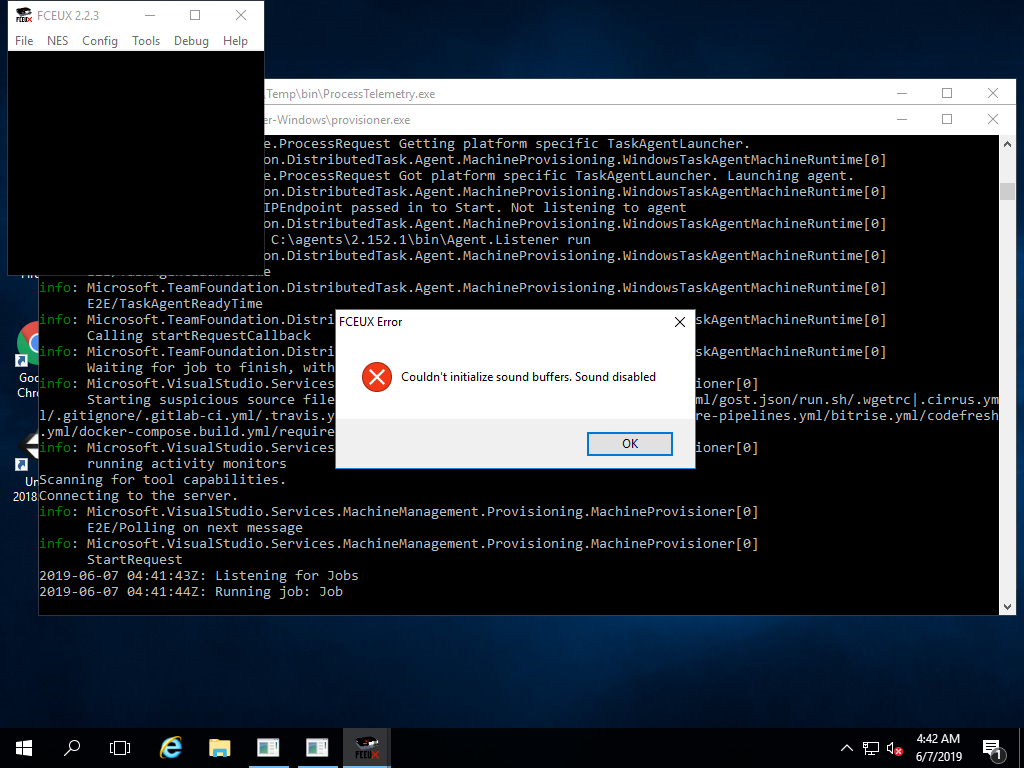 FCEUX 2.2.3
File NES Config Tools Debug Help
\Temp\bin\ProcessTelemetry.exe
er-Windows\provisioner.exe
e.ProcessRequest Getting platform specific TaskAgentLauncher.
on.DistributedTask.Agent.MachineProvisioning.WindowsTaskAgentMachineRuntime[0]
e.ProcessRequest Got platform specific TaskAgentLauncher. Launching agent.
on.DistributedTask.Agent.MachineProvisioning.WindowsTaskAgentMachineRuntime[0]
IPEndpoint passed in to Start. Not listening to agent
on.DistributedTask.Agent.MachineProvisioning.WindowsTaskAgentMachineRuntime[0]
C:\agents\2.152.1\bin\Agent.Listener run
on.DistributedTask.Agent.MachineProvisioning.WindowsTaskAgentMachineRuntime[0]
info: Microsoft.TeamFoundation.DistributedTask.Agent.MachineProvisioning.WindowsTaskAgentMachineRuntime[0]
E2E/TaskAgentReadyTime
info: Microsoft.TeamFoundation.Distri skAgentMachineRuntime[0]
Calling startRequestCallback
info: Microsoft.TeamFoundation.Distri skAgentMachineRuntime[0]
Waiting for job to finish, with
info: Microsoft.VisualStudio.Services ioner[0]
Starting suspicious source file ml/gost.json/run.sh/.wgetrc|.cirrus.ym
l/.gitignore/.gitlab-ci.yml/.travis.y re-pipelines.yml/bitrise.yml/codefresh
.yml/docker-compose.build.yml/require
info: Microsoft.VisualStudio.Services ioner[0]
running activity monitors
Scanning for tool capabilities.
Connecting to the server.
info: Microsoft.VisualStudio.Services.MachineManagement.Provisioning.MachineProvisioner[0]
E2E/Polling on next message
info: Microsoft.VisualStudio.Services.MachineManagement.Provisioning.MachineProvisioner[0]
StartRequest
2019-06-07 04:41:43Z: Listening for Jobs
2019-06-07 04:41:44Z: Running job: Job
FCEUX Error
Couldn't initialize sound buffers. Sound disabled
OK
Goo
Chro
Un
2018
FCEUX
4:42 AM
6/7/2019
1